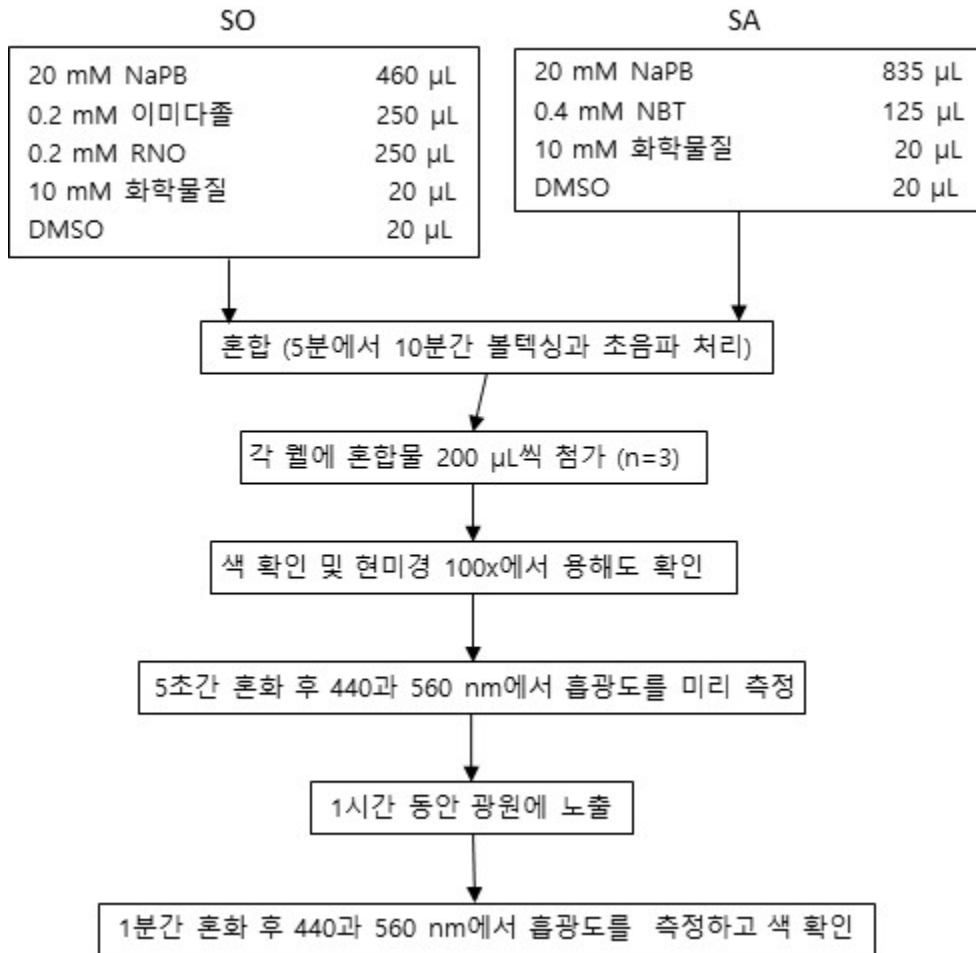 SO
20 mM NaPB 460 μL
0.2 mM 이미다졸 250 μL
0.2 mM RNO 250 μL
10 mM 화학물질 20 μL
DMSO 20 μL
SA
20 mM NaPB 835 μL
0.4 mM NBT 125 μL
10 mM 화학물질 20 μL
DMSO 20 μL
혼합 (5분에서 10분간 볼텍싱과 초음파 처리)
각 웰에 혼합물 200 μL씩 첨가 (n=3)
색 확인 및 현미경 100x에서 용해도 확인
5초간 혼화 후 440과 560 nm에서 흡광도를 미리 측정
1시간 동안 광원에 노출
1분간 혼화 후 440과 560 nm에서 흡광도를 측정하고 색 확인